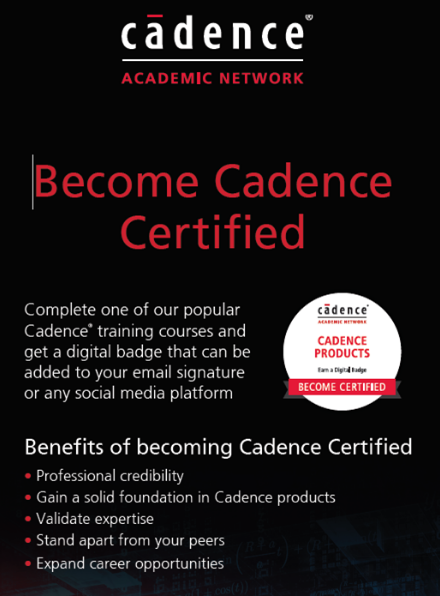 cādence®
ACADEMIC NETWORK
Become Cadence
Certified
Complete one of our popular
Cadence® training courses and
get a digital badge that can be
added to your email signature
or any social media platform
cādence®
ACADEMIC NETWORK
CADENCE
PRODUCTS
Earn a Digital Badge
BECOME CERTIFIED
Benefits of becoming Cadence Certified
• Professional credibility
• Gain a solid foundation in Cadence products
• Validate expertise
• Stand apart from your peers
• Expand career opportunities